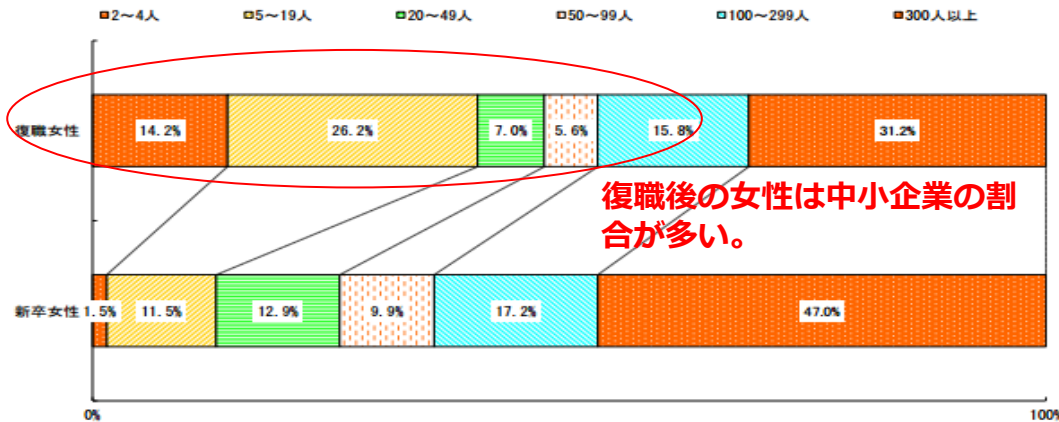 2～4人 5～19人 20～49人 50～99人 100～299人 300人以上
復職女性 14.2% 26.2% 7.0% 5.6% 15.8% 31.2%
復職後の女性は中小企業の割
合が多い。
新卒女性 1.5% 11.5% 12.9% 9.9% 17.2% 47.0%
0% 100%